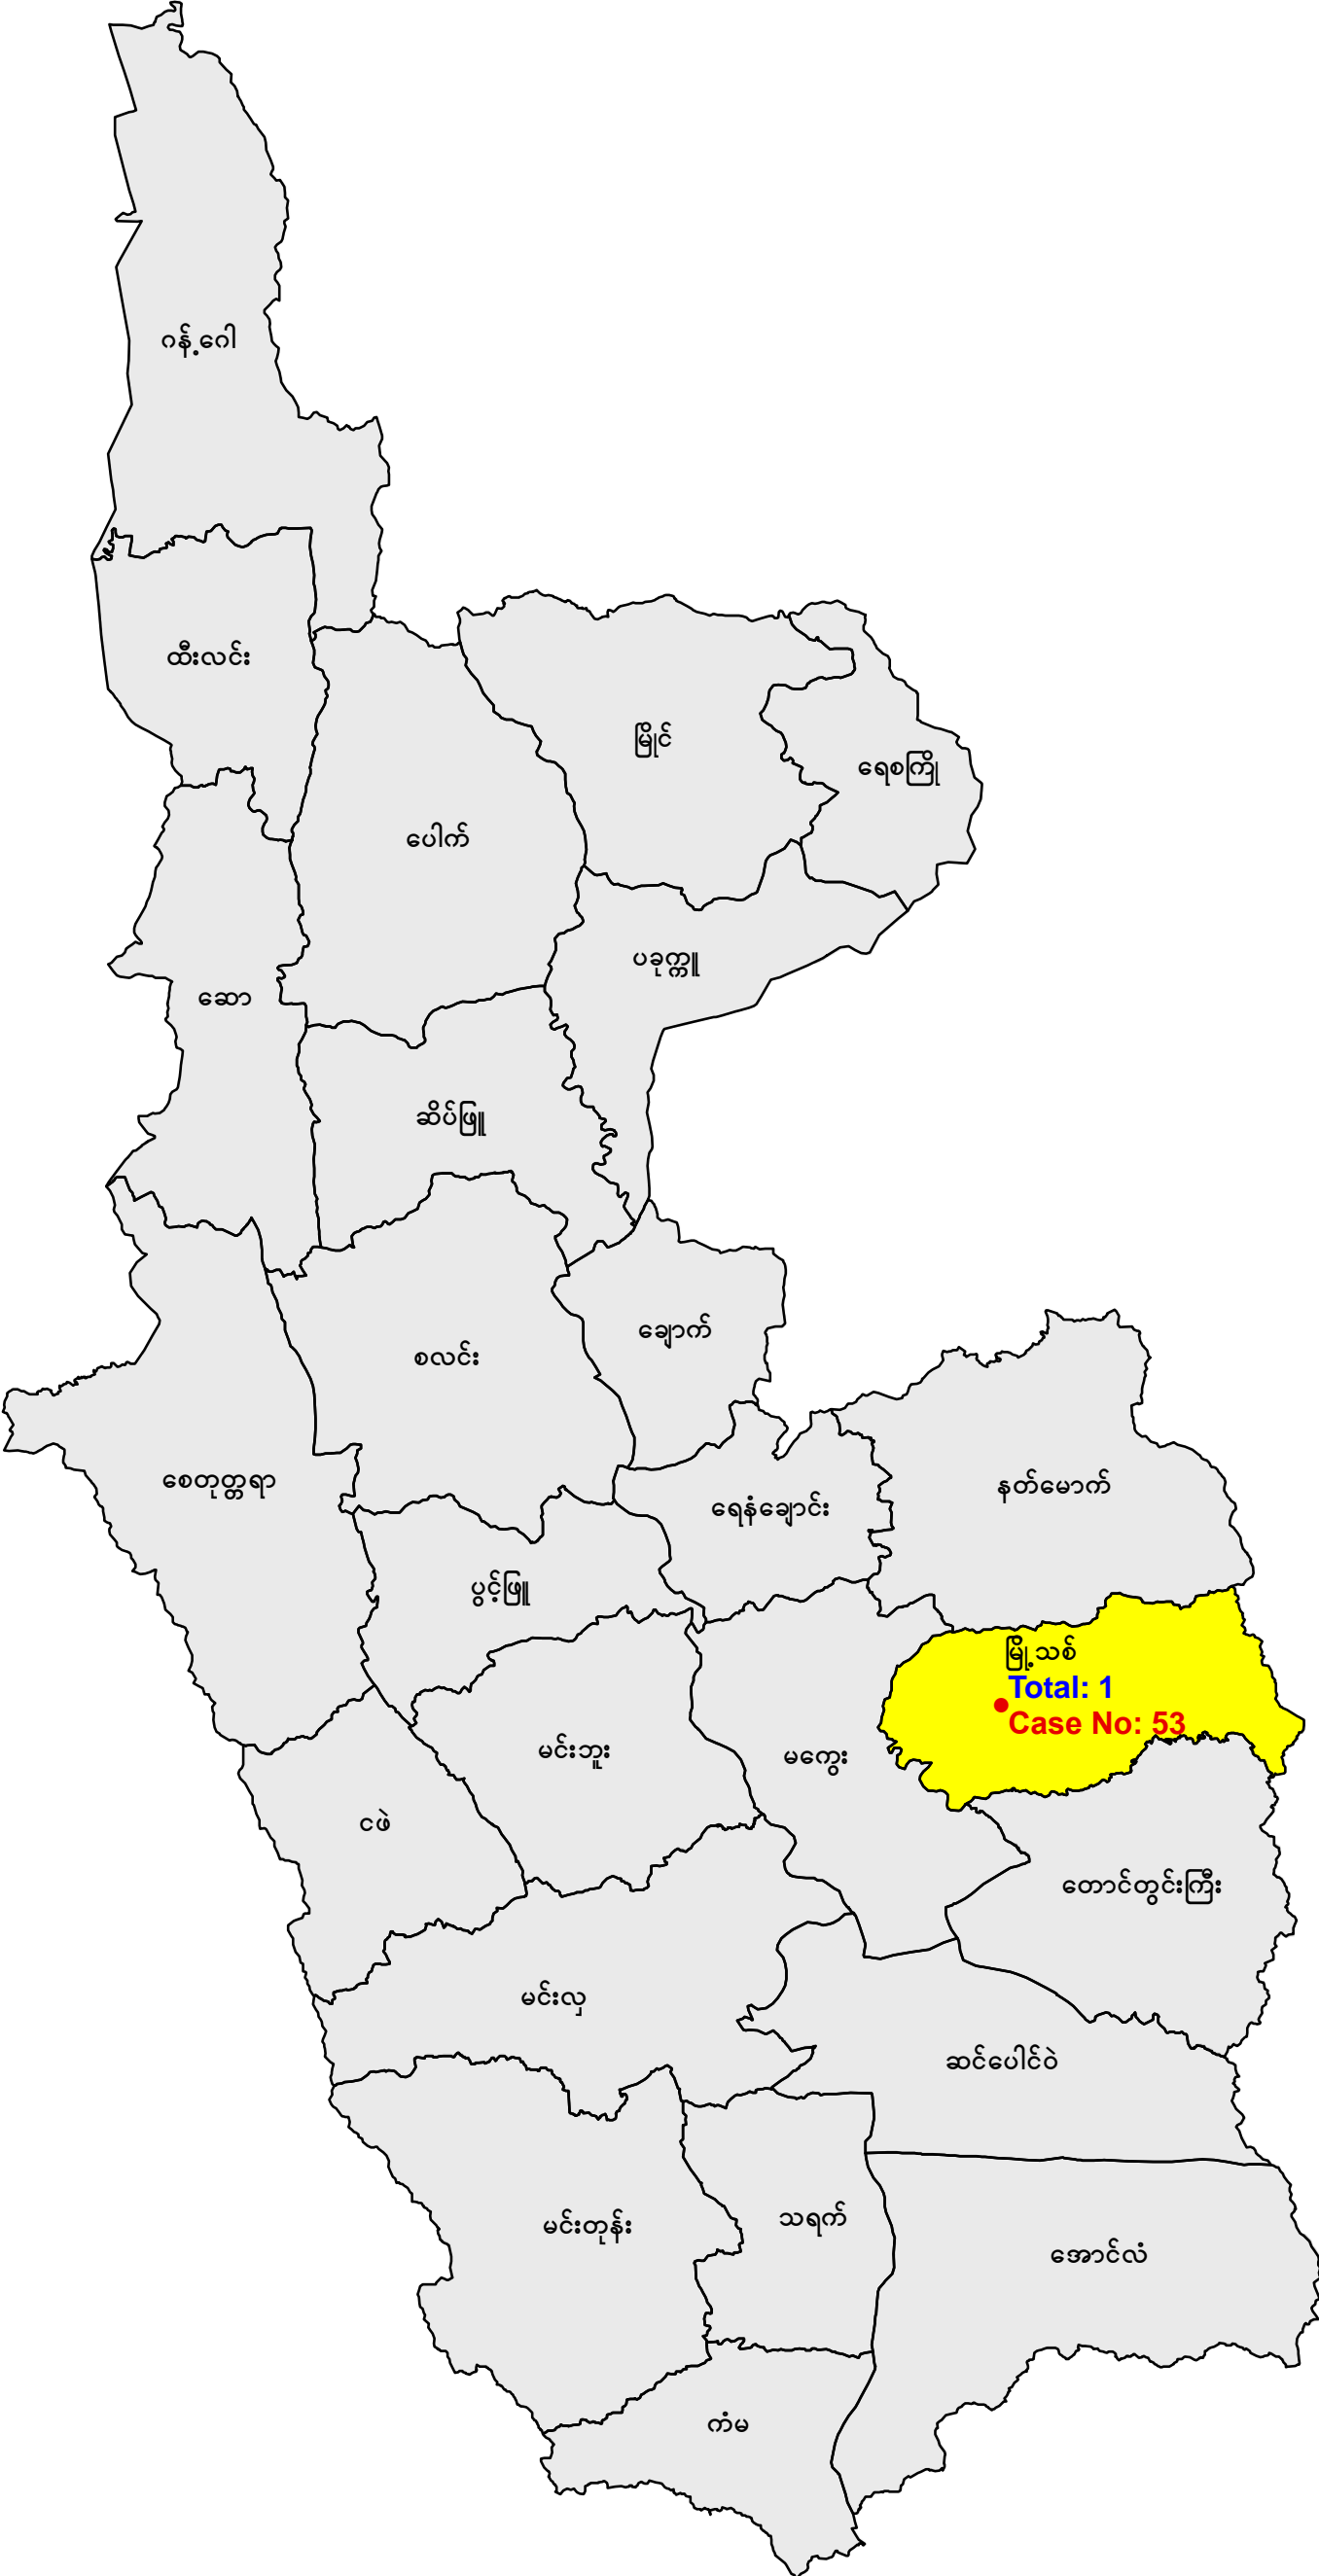 ဂန့်ဂေါ
ထီးလင်း
မြိုင်
ရေစကြို
ပေါက်
ပခုက္ကူ
ဆော
ဆိပ်ဖြူ
ချောက်
စလင်း
စေတုတ္တရာ
နတ်မောက်
ရေနံချောင်း
ပွင့်ဖြူ
မြို့သစ်
Total: 1
Case No: 53
မင်းဘူး
မကွေး
ငဖဲ
တောင်တွင်းကြီး
မင်းလှ
ဆင်ပေါင်ဝဲ
သရက်
မင်းတုန်း
အောင်လံ
ကံမ